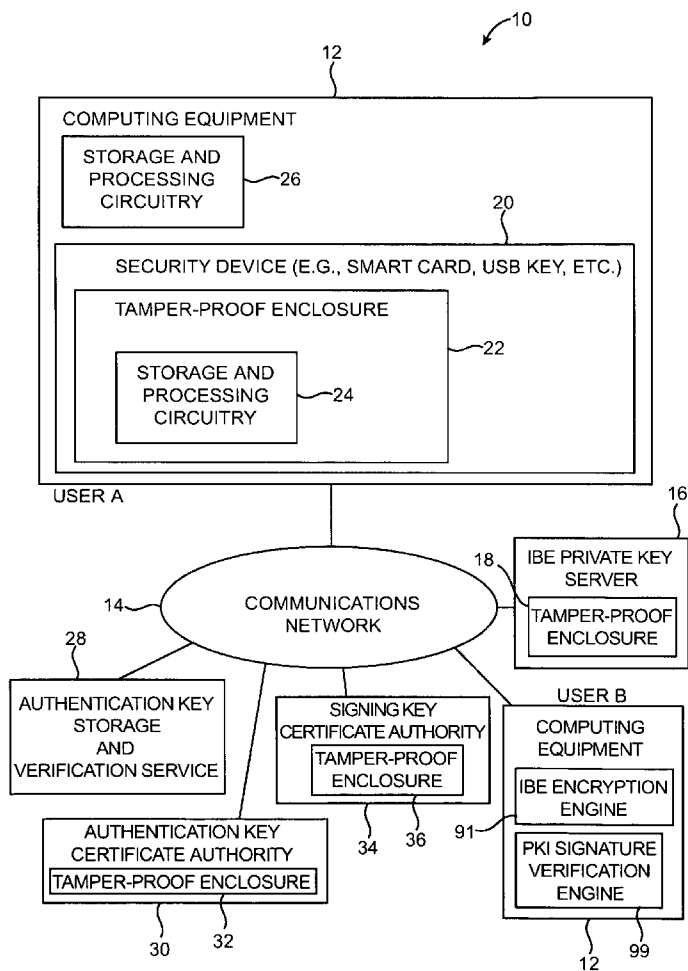 10
12
COMPUTING EQUIPMENT
STORAGE AND
PROCESSING
CIRCUITRY
26
20
SECURITY DEVICE (E.G., SMART CARD, USB KEY, ETC.)
TAMPER-PROOF ENCLOSURE
22
STORAGE AND
PROCESSING
CIRCUITRY
24
USER A
16
IBE PRIVATE KEY
SERVER
18
TAMPER-PROOF
ENCLOSURE
14
COMMUNICATIONS
NETWORK
28
AUTHENTICATION KEY
STORAGE
AND
VERIFICATION SERVICE
SIGNING KEY
CERTIFICATE AUTHORITY
TAMPER-PROOF
ENCLOSURE
34
36
USER B
COMPUTING
EQUIPMENT
IBE ENCRYPTION
ENGINE
91
PKI SIGNATURE
VERIFICATION
ENGINE
12
99
AUTHENTICATION KEY
CERTIFICATE AUTHORITY
TAMPER-PROOF ENCLOSURE
30
32